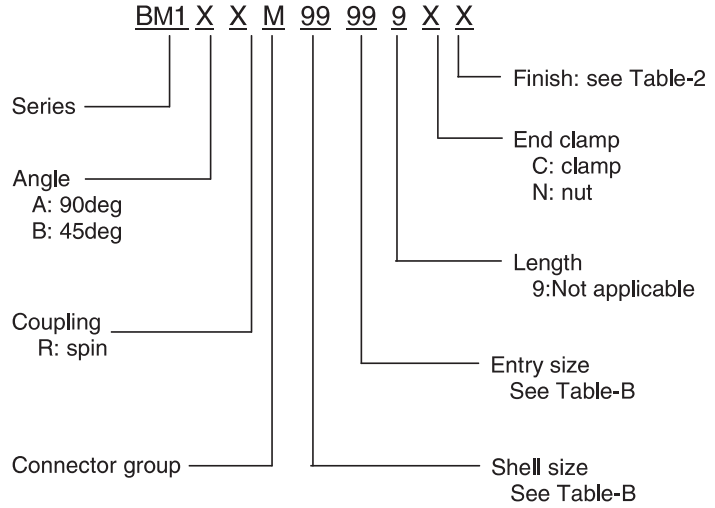 BM1 X X M 99 99 9 X X
Series
Angle
A: 90deg
B: 45deg
Coupling
R: spin
Connector group
Finish: see Table-2
End clamp
C: clamp
N: nut
Length
9:Not applicable
Entry size
See Table-B
Shell size
See Table-B